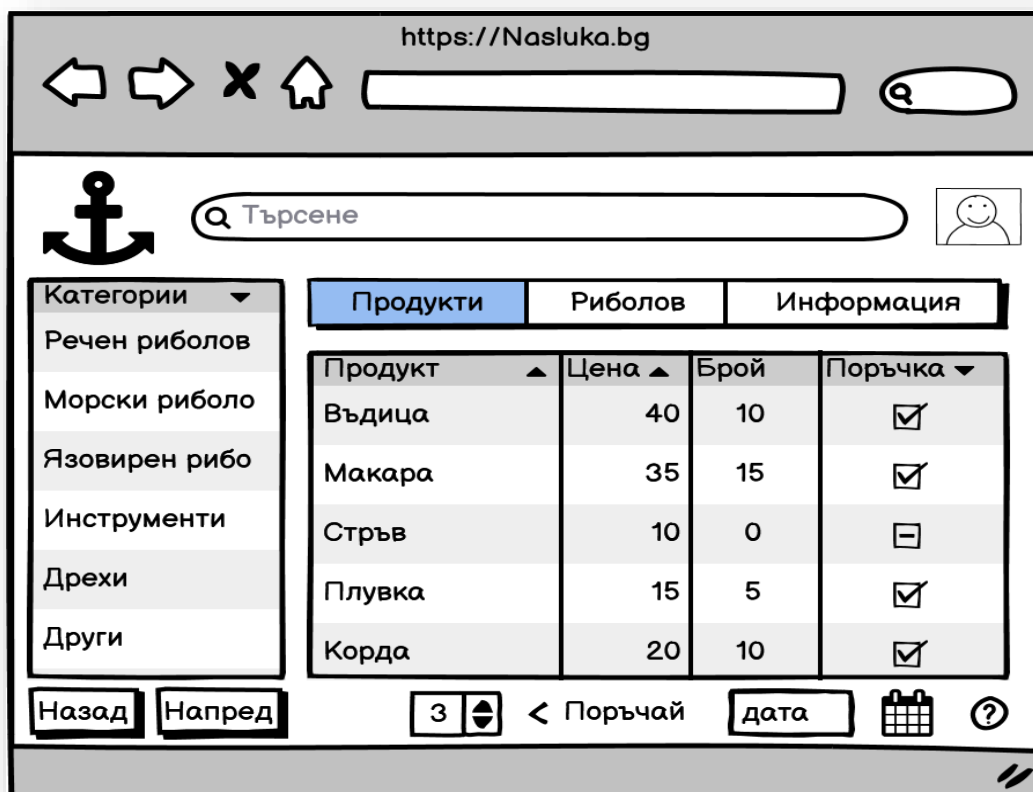 https://Nasluka.bg
Търсене
Категории
Речен риболов
Морски риболо
Язовирен рибо
Инструменти
Дрехи
Други
Продукти Риболов Информация
Продукт Цена Брой Поръчка
Въдица 40 10
Макара 35 15
Стръв 10 0
Плувка 15 5
Корда 20 10
Назад Напред 3 < Поръчай дата ?